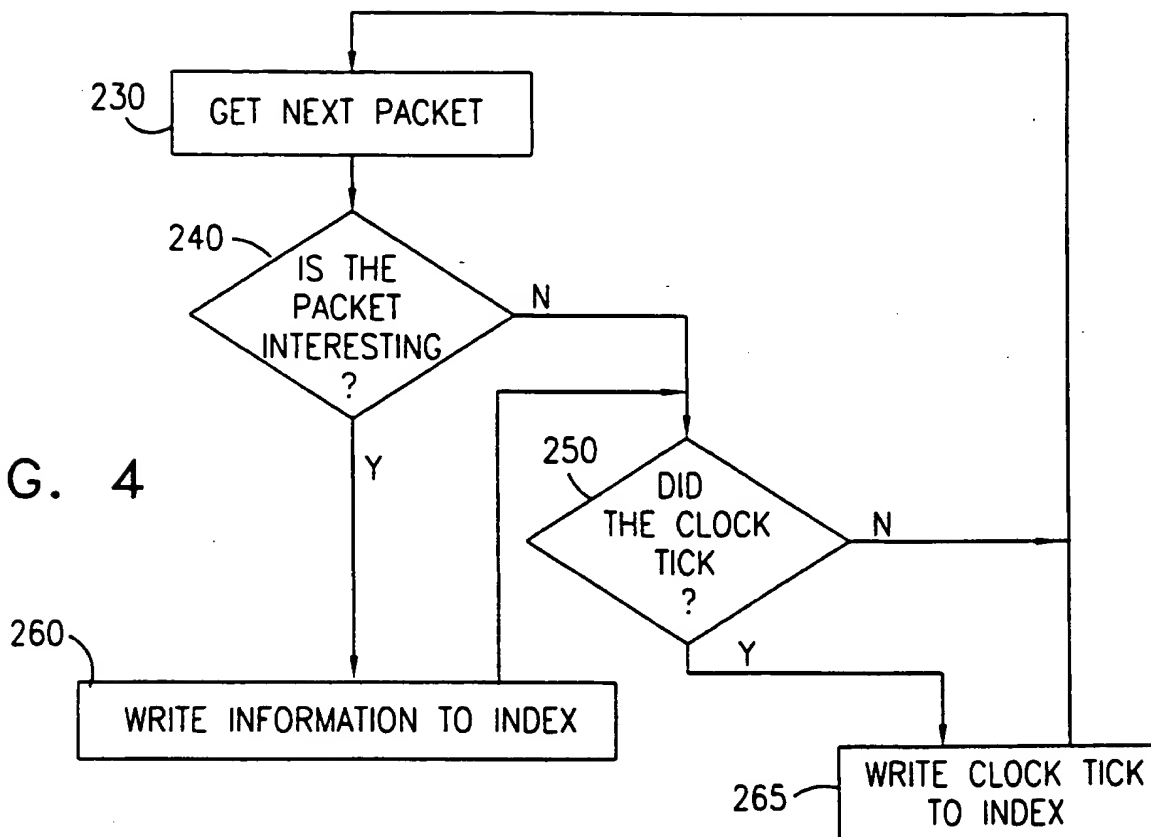 230
GET NEXT PACKET
240
IS THE
PACKET
INTERESTING
?
N
Y
G. 4
250
DID
THE CLOCK
TICK
?
N
Y
260
WRITE INFORMATION TO INDEX
265
WRITE CLOCK TICK
TO INDEX